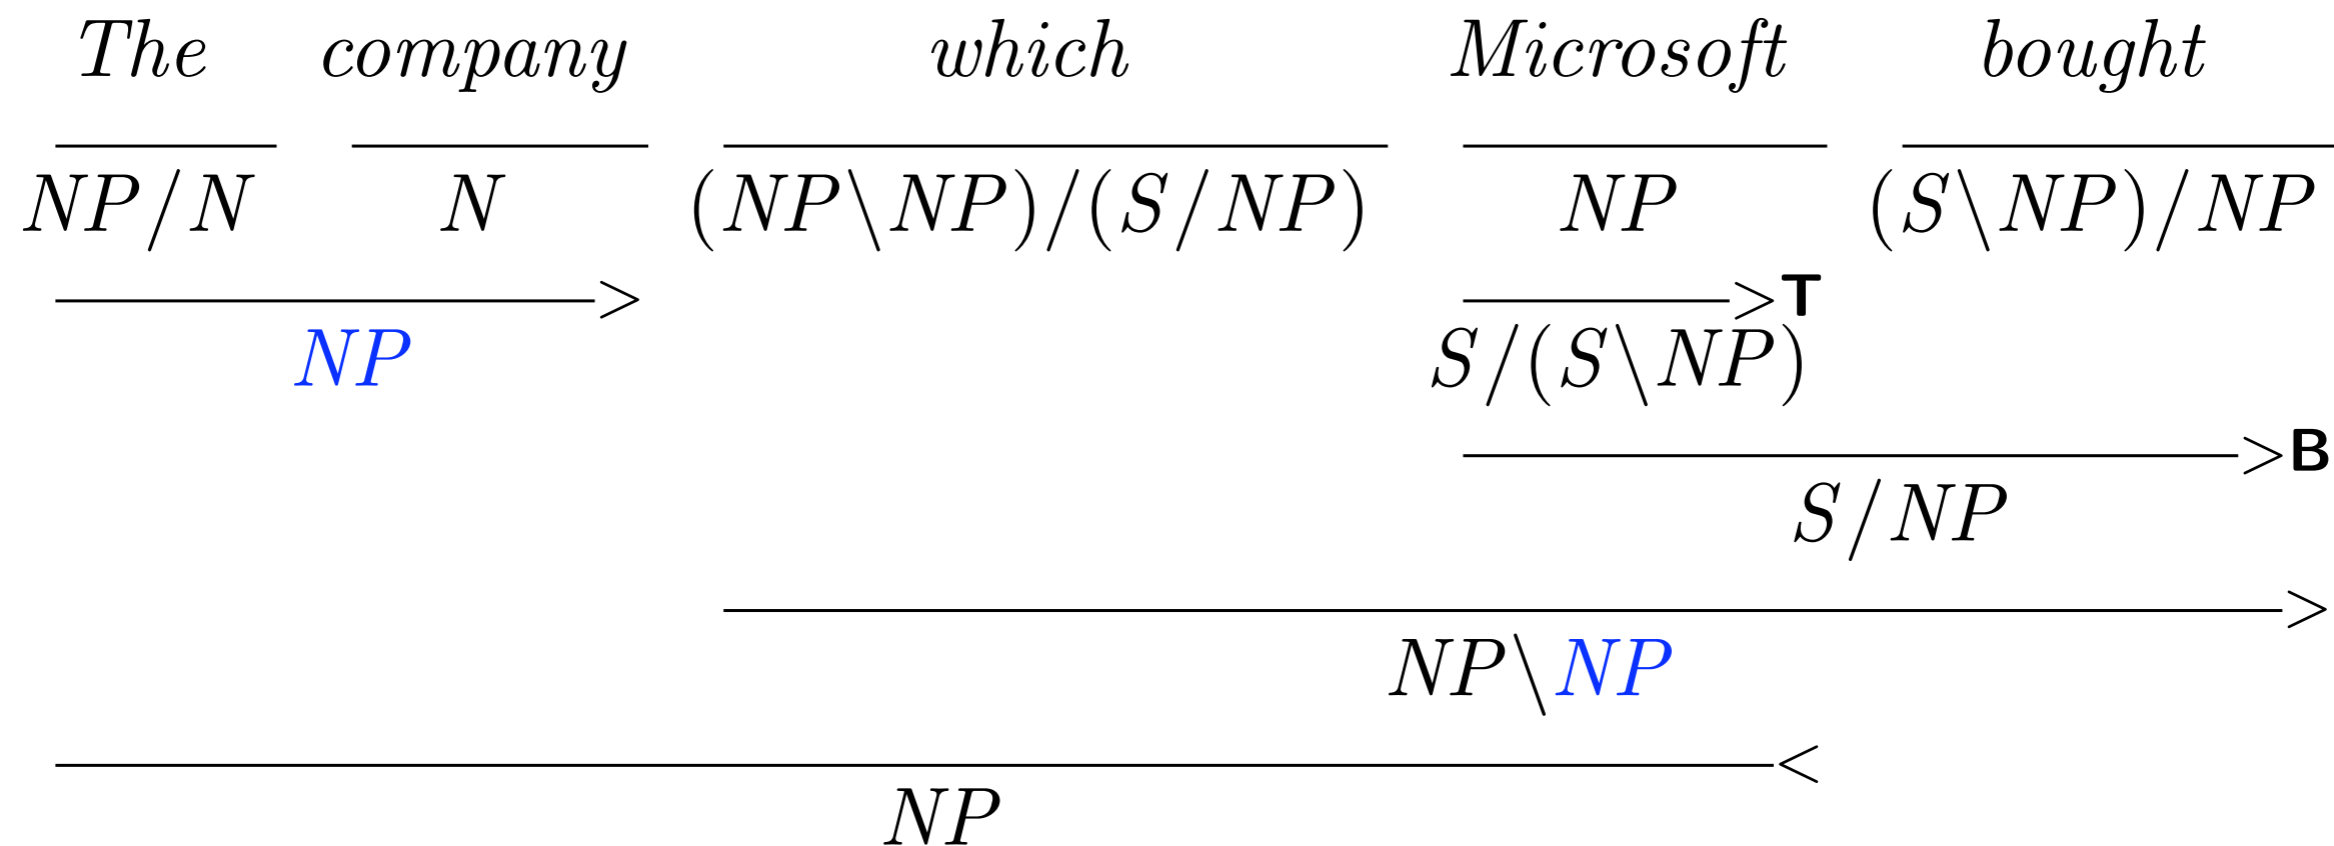 The company which Microsoft bought
NP/N N (NP\NP)/(S/NP) NP (S\NP)/NP
> >T
NP S/(S\NP)
>B
S/NP
>
NP\NP
<
NP